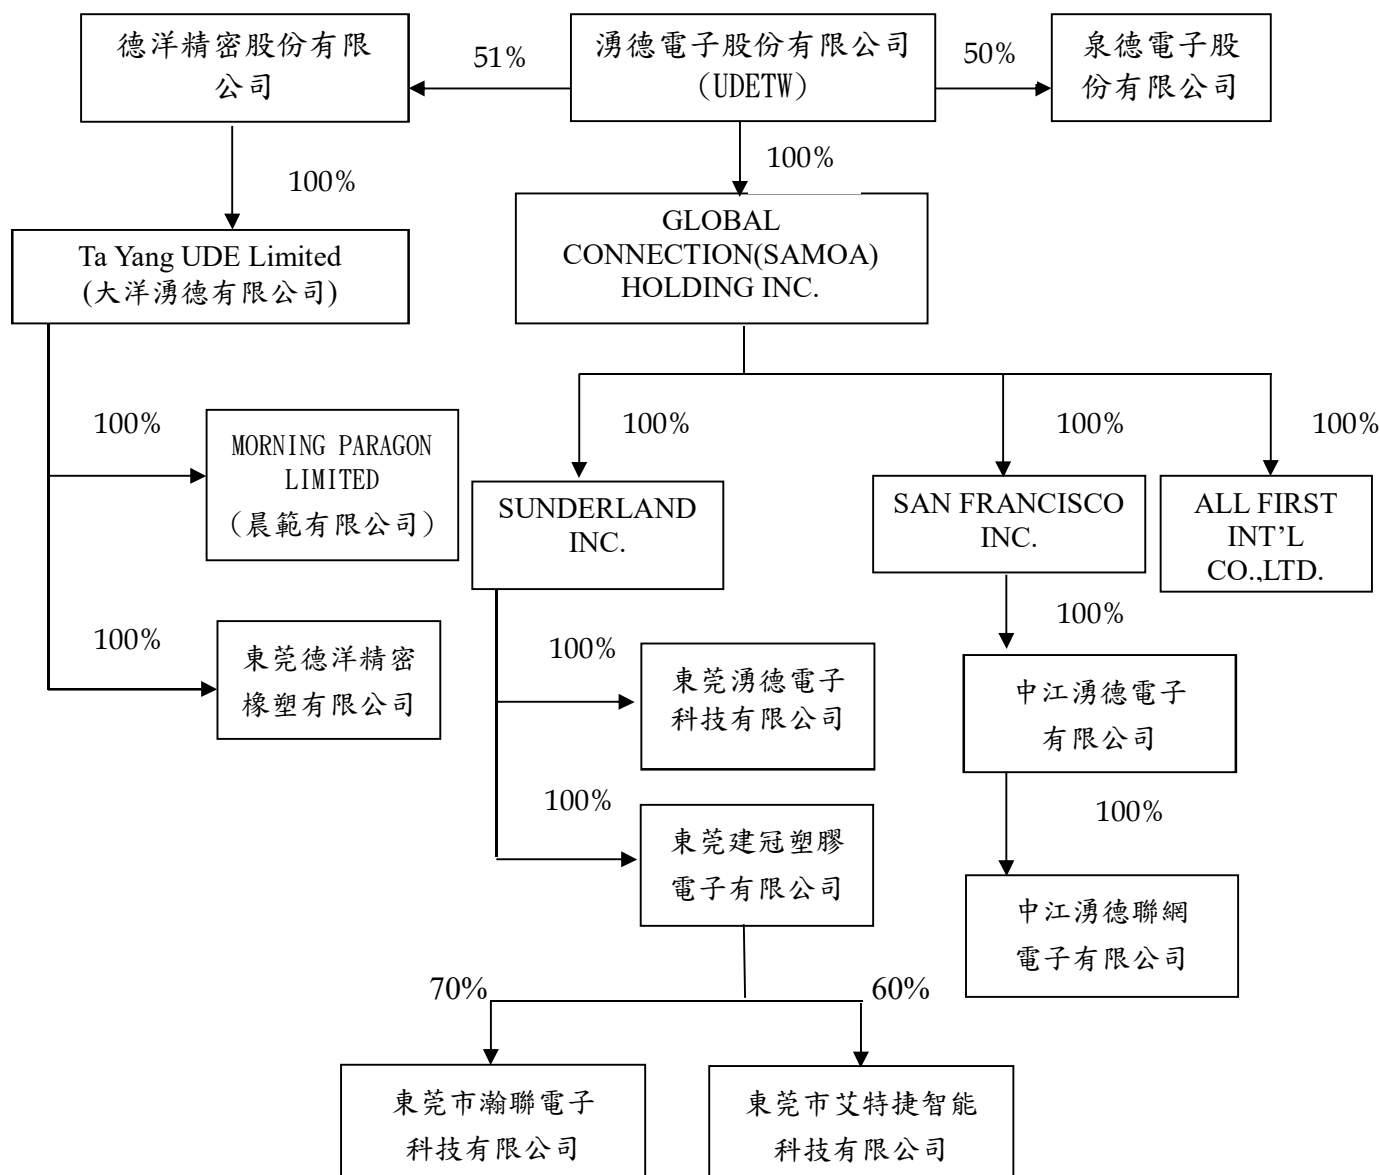 德洋精密股份有限
公司
51%
湧德電子股份有限公司
(UDETW)
50%
泉德電子股
份有限公司
100%
100%
Ta Yang UDE Limited
(大洋湧德有限公司)
GLOBAL
CONNECTION(SAMOA)
HOLDING INC.
100%
MORNING PARAGON
LIMITED
(晨範有限公司)
100%
東莞德洋精密
橡塑有限公司
100%
SUNDERLAND
INC.
100%
SAN FRANCISCO
INC.
100%
ALL FIRST
INT’L
CO.,LTD.
100%
東莞湧德電子
科技有限公司
100%
東莞建冠塑膠
電子有限公司
100%
中江湧德電子
有限公司
100%
中江湧德聯網
電子有限公司
70%
60%
東莞市瀚聯電子
科技有限公司
東莞市艾特捷智能
科技有限公司